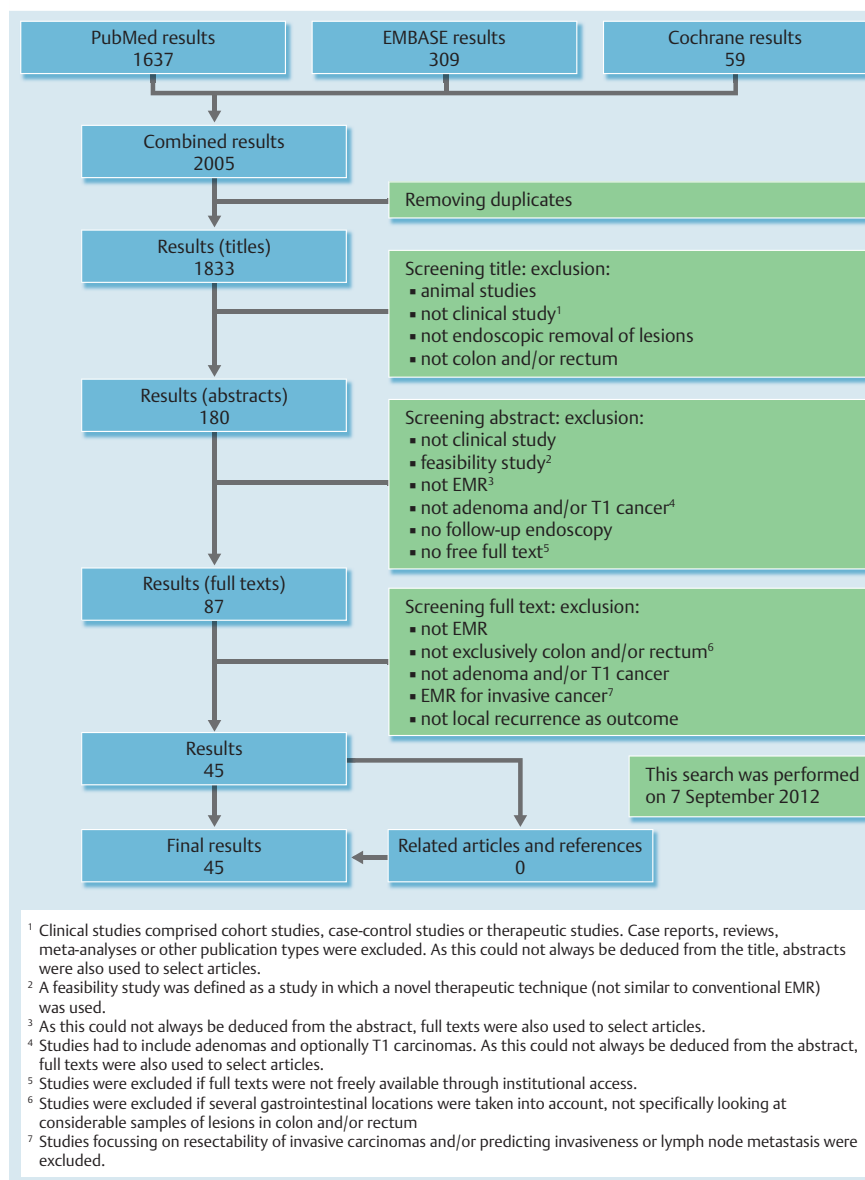 PubMed results
1637
EMBASE results
309
Cochrane results
59
Combined results
2005
Removing duplicates
Results (titles)
1833
Screening title: exclusion:
▪ animal studies
▪ not clinical study¹
▪ not endoscopic removal of lesions
▪ not colon and/or rectum
Results (abstracts)
180
Screening abstract: exclusion:
▪ not clinical study
▪ feasibility study²
▪ not EMR³
▪ not adenoma and/or T1 cancer⁴
▪ no follow-up endoscopy
▪ no free full text⁵
Results (full texts)
87
Screening full text: exclusion:
▪ not EMR
▪ not exclusively colon and/or rectum⁶
▪ not adenoma and/or T1 cancer
▪ EMR for invasive cancer⁷
▪ not local recurrence as outcome
Results
45
This search was performed
on 7 September 2012
Final results
45
Related articles and references
0
¹ Clinical studies comprised cohort studies, case-control studies or therapeutic studies. Case reports, reviews,
meta-analyses or other publication types were excluded. As this could not always be deduced from the title, abstracts
were also used to select articles.
² A feasibility study was defined as a study in which a novel therapeutic technique (not similar to conventional EMR)
was used.
³ As this could not always be deduced from the abstract, full texts were also used to select articles.
⁴ Studies had to include adenomas and optionally T1 carcinomas. As this could not always be deduced from the abstract,
full texts were also used to select articles.
⁵ Studies were excluded if full texts were not freely available through institutional access.
⁶ Studies were excluded if several gastrointestinal locations were taken into account, not specifically looking at
considerable samples of lesions in colon and/or rectum
⁷ Studies focussing on resectability of invasive carcinomas and/or predicting invasiveness or lymph node metastasis were
excluded.